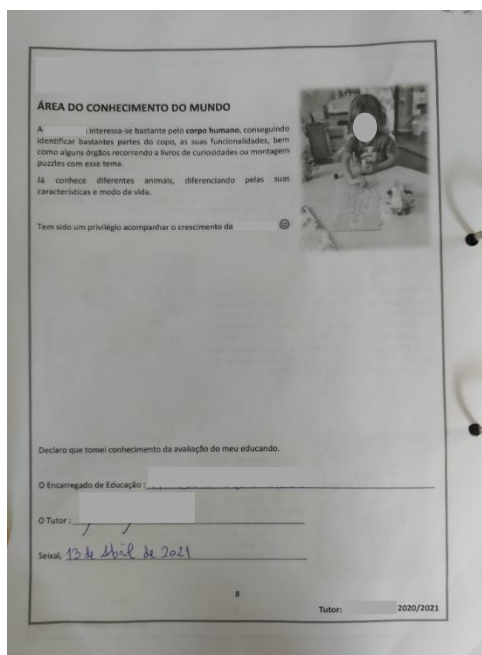 ÁREA DO CONHECIMENTO DO MUNDO
A interessa-se bastante pelo corpo humano, conseguindo
identificar bastantes partes do copo, as suas funcionalidades, bem
como alguns órgãos recorrendo a livros de curiosidades ou montagem
puzzles com esse tema.
Já conhece diferentes animais, diferenciando pelas suas
características e modo de vida.
Tem sido um privilégio acompanhar o crescimento da
Declaro que tomei conhecimento da avaliação do meu educando.
O Encarregado de Educação :
O Tutor :
Seixal, 13 de Abril de 2021
8
Tutor: 2020/2021